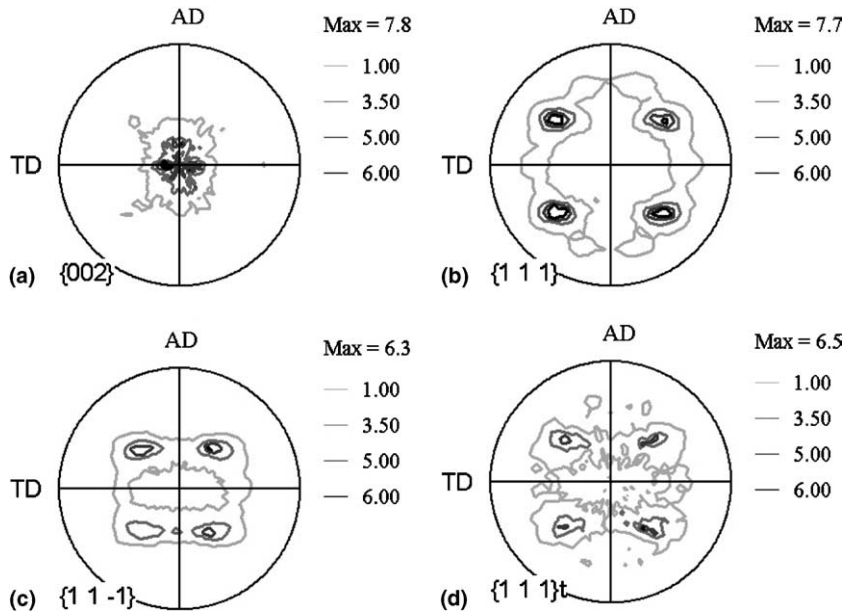 AD
Max = 7.8
1.00
3.50
5.00
6.00
TD
(a) {002}
AD
Max = 7.7
1.00
3.50
5.00
6.00
TD
(b) {1 1 1}
AD
Max = 6.3
1.00
3.50
5.00
6.00
TD
(c) {1 1 -1}
AD
Max = 6.5
1.00
3.50
5.00
6.00
TD
(d) {1 1 1}t